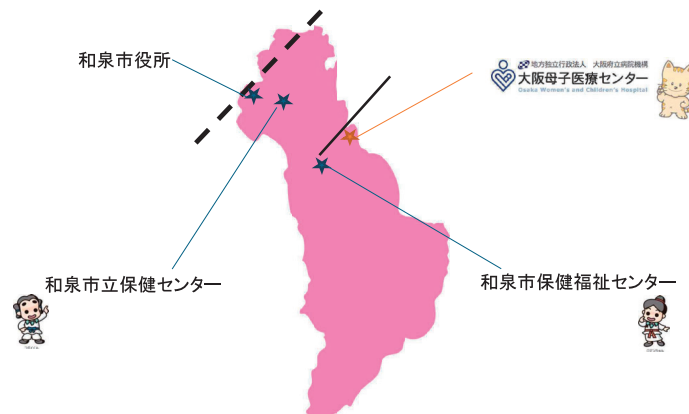 和泉市役所
地方独立行政法人 大阪府立病院機構
大阪母子医療センター
Osaka Women's and Children's Hospital
和泉市立保健センター
和泉市保健福祉センター